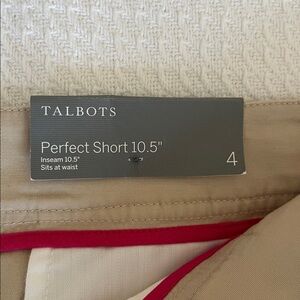 TALBOTS
Perfect Short 10.5"
Inseam 10.5"
Sits at waist
4